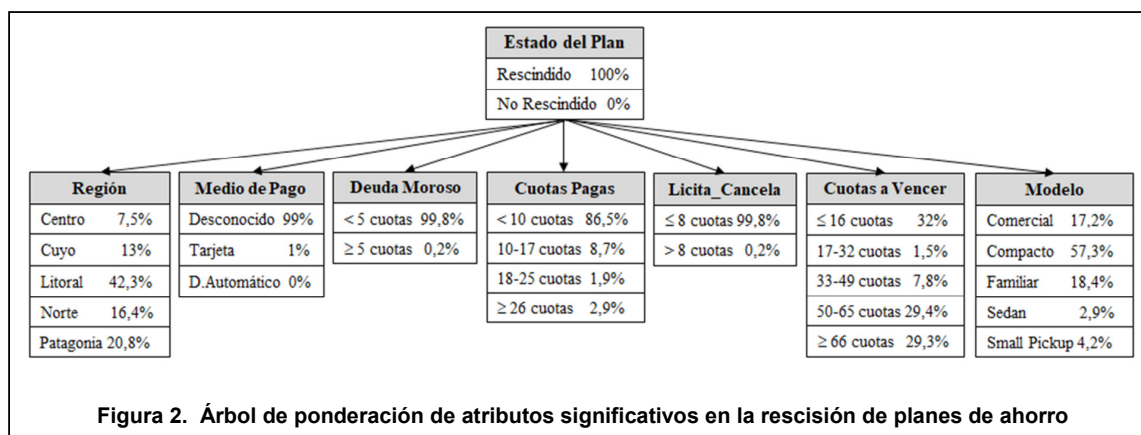 Estado del Plan
Rescindido 100%
No Rescindido 0%
Región
Centro 7,5%
Cuyo 13%
Litoral 42,3%
Norte 16,4%
Patagonia 20,8%
Medio de Pago
Desconocido 99%
Tarjeta 1%
D.Automático 0%
Deuda Moroso
< 5 cuotas 99,8%
≥ 5 cuotas 0,2%
Cuotas Pagas
< 10 cuotas 86,5%
10-17 cuotas 8,7%
18-25 cuotas 1,9%
≥ 26 cuotas 2,9%
Licita_Cancela
≤ 8 cuotas 99,8%
> 8 cuotas 0,2%
Cuotas a Vencer
≤ 16 cuotas 32%
17-32 cuotas 1,5%
33-49 cuotas 7,8%
50-65 cuotas 29,4%
≥ 66 cuotas 29,3%
Modelo
Comercial 17,2%
Compacto 57,3%
Familiar 18,4%
Sedan 2,9%
Small Pickup 4,2%
Figura 2. Árbol de ponderación de atributos significativos en la rescisión de planes de ahorro